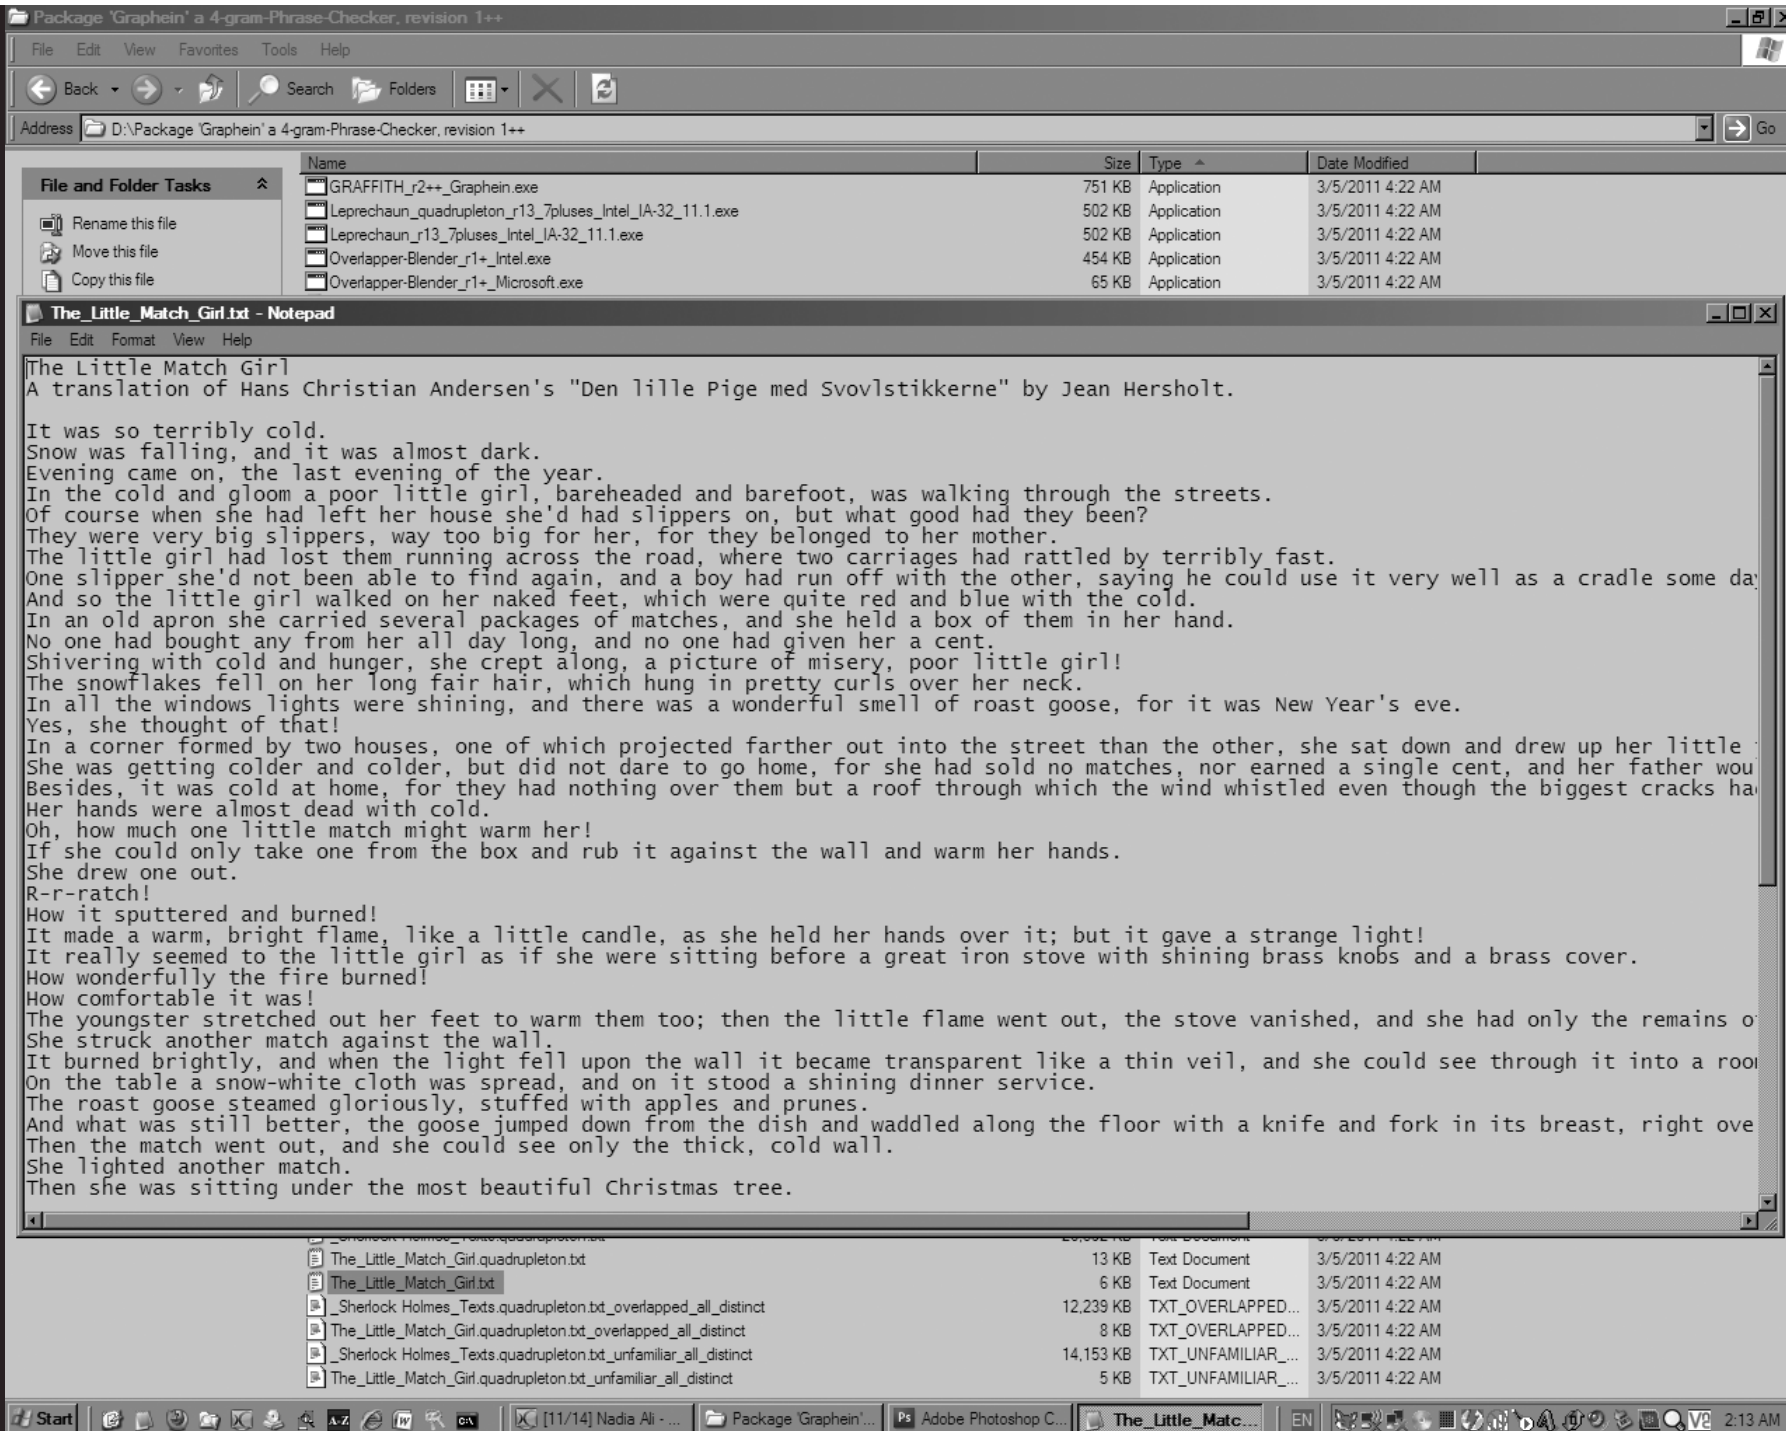 Package 'Graphein' a 4-gram-Phrase-Checker, revision 1++
File Edit View Favorites Tools Help
Back Search Folders
Address D:\Package 'Graphein' a 4-gram-Phrase-Checker, revision 1++ Go
Name Size Type Date Modified
File and Folder Tasks
Rename this file
Move this file
Copy this file
GRAFFITH_r2++_Graphein.exe 751 KB Application 3/5/2011 4:22 AM
Leprechaun_quadrupleton_r13_7pluses_Intel_IA-32_11.1.exe 502 KB Application 3/5/2011 4:22 AM
Leprechaun_r13_7pluses_Intel_IA-32_11.1.exe 502 KB Application 3/5/2011 4:22 AM
Overlapper-Blender_r1+_Intel.exe 454 KB Application 3/5/2011 4:22 AM
Overlapper-Blender_r1+_Microsoft.exe 65 KB Application 3/5/2011 4:22 AM
The_Little_Match_Girl.txt - Notepad
File Edit Format View Help
The Little Match Girl
A translation of Hans Christian Andersen's "Den lille Pige med Svovlstikkerne" by Jean Hersholt.
It was so terribly cold.
Snow was falling, and it was almost dark.
Evening came on, the last evening of the year.
In the cold and gloom a poor little girl, bareheaded and barefoot, was walking through the streets.
Of course when she had left her house she'd had slippers on, but what good had they been?
They were very big slippers, way too big for her, for they belonged to her mother.
The little girl had lost them running across the road, where two carriages had rattled by terribly fast.
One slipper she'd not been able to find again, and a boy had run off with the other, saying he could use it very well as a cradle some
And so the little girl walked on her naked feet, which were quite red and blue with the cold.
In an old apron she carried several packages of matches, and she held a box of them in her hand.
No one had bought any from her all day long, and no one had given her a cent.
Shivering with cold and hunger, she crept along, a picture of misery, poor little girl!
The snowflakes fell on her long fair hair, which hung in pretty curls over her neck.
In all the windows lights were shining, and there was a wonderful smell of roast goose, for it was New Year's eve.
Yes, she thought of that!
In a corner formed by two houses, one of which projected farther out into the street than the other, she sat down and drew up her little
She was getting colder and colder, but did not dare to go home, for she had sold no matches, nor earned a single cent, and her father wou
Besides, it was cold at home, for they had nothing over them but a roof through which the wind whistled even though the biggest cracks ha
Her hands were almost dead with cold.
Oh, how much one little match might warm her!
If she could only take one from the box and rub it against the wall and warm her hands.
She drew one out.
R-r-ratch!
How it sputtered and burned!
It made a warm, bright flame, like a little candle, as she held her hands over it; but it gave a strange light!
It really seemed to the little girl as if she were sitting before a great iron stove with shining brass knobs and a brass cover.
How wonderfully the fire burned!
How comfortable it was!
The youngster stretched out her feet to warm them too; then the little flame went out, the stove vanished, and she had only the remains o
She struck another match against the wall.
It burned brightly, and when the light fell upon the wall it became transparent like a thin veil, and she could see through it into a roo
On the table a snow-white cloth was spread, and on it stood a shining dinner service.
The roast goose steamed gloriously, stuffed with apples and prunes.
And what was still better, the goose jumped down from the dish and waddled along the floor with a knife and fork in its breast, right ove
Then the match went out, and she could see only the thick, cold wall.
She lighted another match.
Then she was sitting under the most beautiful Christmas tree.
The_Little_Match_Girl.quadrupleton.txt 13 KB Text Document 3/5/2011 4:22 AM
The_Little_Match_Girl.txt 6 KB Text Document 3/5/2011 4:22 AM
_Sherlock Holmes_Texts.quadrupleton.txt_overlapped_all_distinct 12,239 KB TXT_OVERLAPPED... 3/5/2011 4:22 AM
The_Little_Match_Girl.quadrupleton.txt_overlapped_all_distinct 8 KB TXT_OVERLAPPED... 3/5/2011 4:22 AM
_Sherlock Holmes_Texts.quadrupleton.txt_unfamiliar_all_distinct 14,153 KB TXT_UNFAMILIAR_... 3/5/2011 4:22 AM
The_Little_Match_Girl.quadrupleton.txt_unfamiliar_all_distinct 5 KB TXT_UNFAMILIAR_... 3/5/2011 4:22 AM
Start A-Z [11/14] Nadia Ali - ... Package 'Graphein'... Ps Adobe Photoshop C... The_Little_Matc... EN 2:13 AM